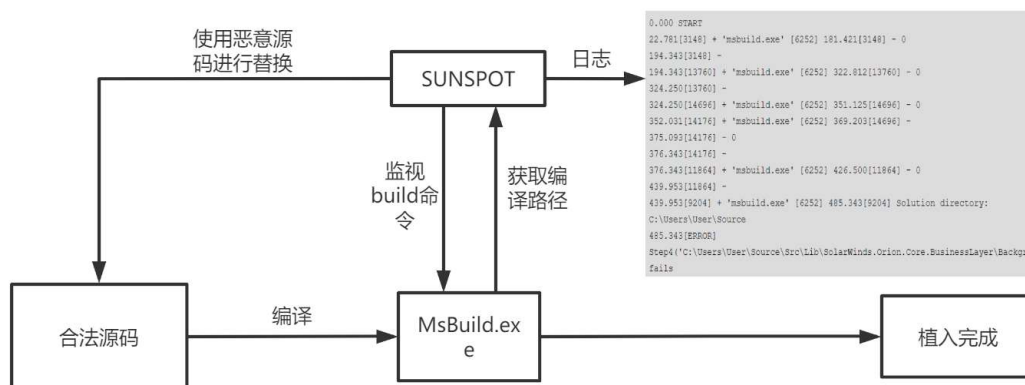 使用恶意源
码进行替换
SUNSPOT
日志
监视
build命
令
获取编
译路径
合法源码
编译
MsBuild.ex
e
植入完成
0.000 START
22.781[3148] + 'msbuild.exe' [6252] 181.421[3148] - 0
194.343[3148] -
194.343[13760] + 'msbuild.exe' [6252] 322.812[13760] - 0
324.250[13760] -
324.250[14696] + 'msbuild.exe' [6252] 351.125[14696] - 0
352.031[14176] + 'msbuild.exe' [6252] 369.203[14696] -
375.093[14176] - 0
376.343[14176] -
376.343[11864] + 'msbuild.exe' [6252] 426.500[11864] - 0
439.953[11864] -
439.953[9204] + 'msbuild.exe' [6252] 485.343[9204] Solution directory:
C:\Users\User\Source
485.343[ERROR]
Step4('C:\Users\User\Source\Src\Lib\SolarWinds.Orion.Core.BusinessLayer\Backgr
fails